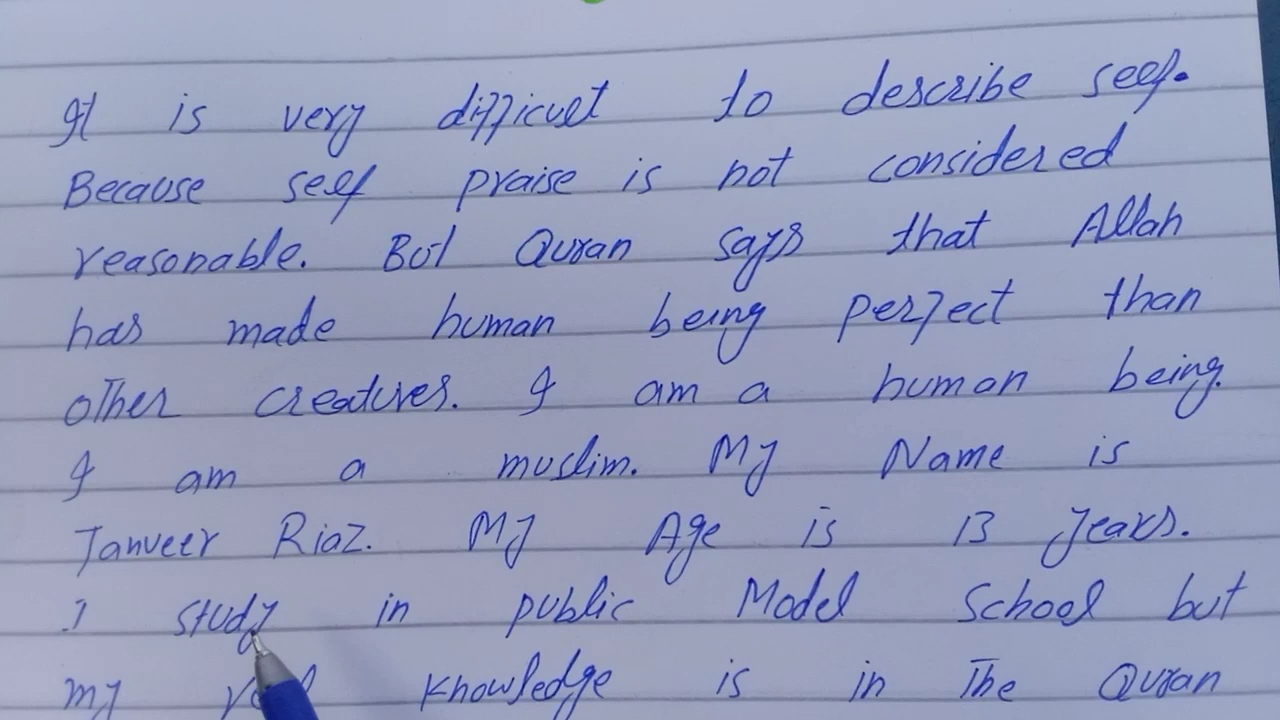 It is very difficult to describe self.
Because self praise is not considered
reasonable. But Quran says that Allah
has made human being perfect than
other creatures. I am a human being.
I am a muslim. My Name is
Tanveer Riaz. My Age is 13 years.
I study in public Model School but
my knowledge is in The Quran